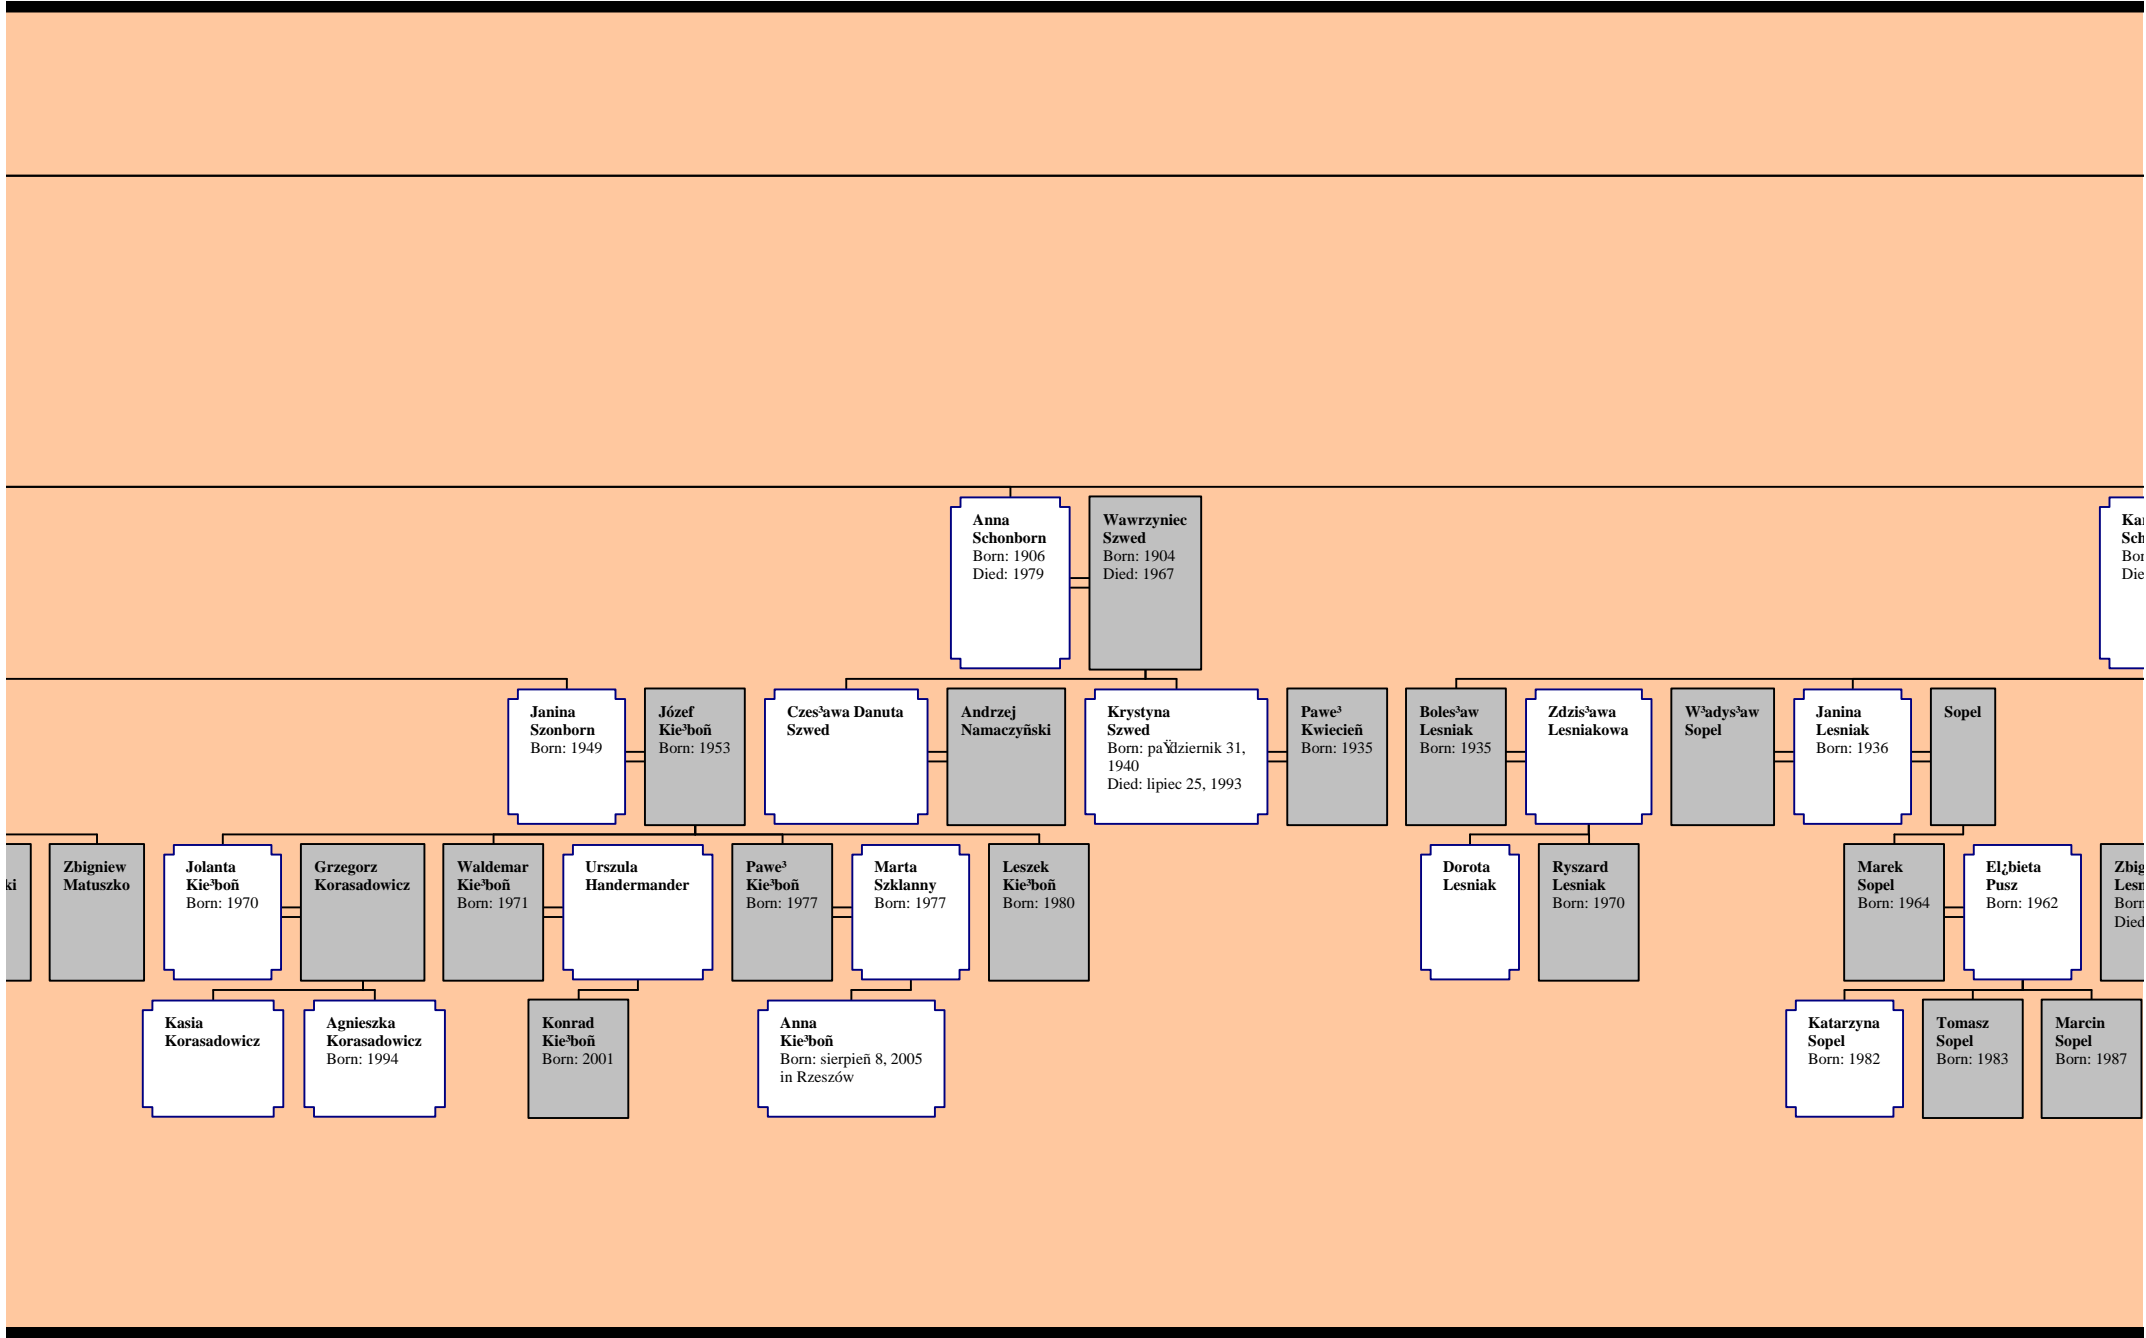 Anna
Schonborn
Born: 1906
Died: 1979
Wawrzyniec
Szwed
Born: 1904
Died: 1967
Janina
Szonborn
Born: 1949
Józef
Kie³boñ
Born: 1953
Czes³awa Danuta
Szwed
Andrzej
Namaczyñski
Krystyna
Szwed
Born: paŸdziernik 31,
1940
Died: lipiec 25, 1993
Pawe³
Kwiecieñ
Born: 1935
Boles³aw
Lesniak
Born: 1935
Zdzis³awa
Lesniakowa
W³adys³aw
Sopel
Janina
Lesniak
Born: 1936
Sopel
ki
Zbigniew
Matuszko
Jolanta
Kie³boñ
Born: 1970
Grzegorz
Korasadowicz
Waldemar
Kie³boñ
Born: 1971
Urszula
Handermander
Pawe³
Kie³boñ
Born: 1977
Marta
Szklanny
Born: 1977
Leszek
Kie³boñ
Born: 1980
Dorota
Lesniak
Ryszard
Lesniak
Born: 1970
Marek
Sopel
Born: 1964
El¿bieta
Pusz
Born: 1962
Born
Died
Kasia
Korasadowicz
Agnieszka
Korasadowicz
Born: 1994
Konrad
Kie³boñ
Born: 2001
Anna
Kie³boñ
Born: sierpieñ 8, 2005
in Rzeszów
Katarzyna
Sopel
Born: 1982
Tomasz
Sopel
Born: 1983
Marcin
Sopel
Born: 1987